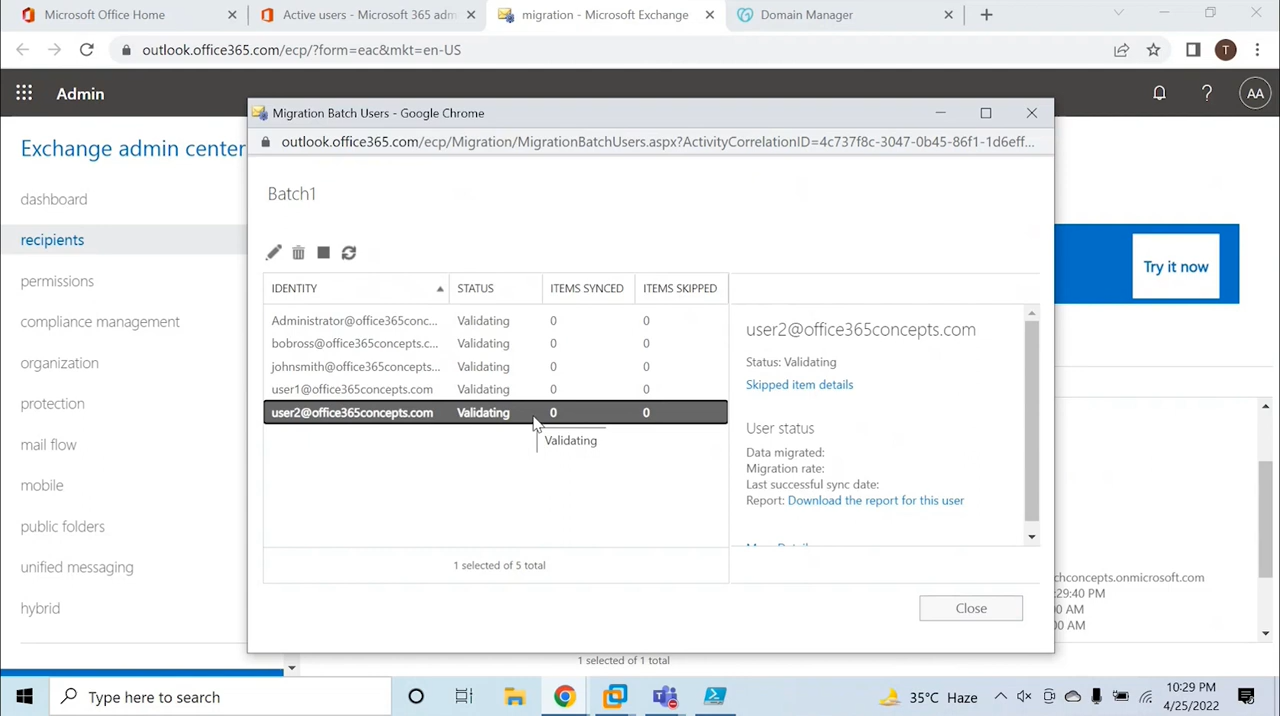 Microsoft Office Home
Active users - Microsoft 365 admi
migration - Microsoft Exchange
Domain Manager
outlook.office365.com/ecp/?form=eac&mkt=en-US
T
Admin
AA
Exchange admin center
dashboard
recipients
permissions
compliance management
organization
protection
mail flow
mobile
public folders
unified messaging
hybrid
Try it now
Migration Batch Users - Google Chrome
outlook.office365.com/ecp/Migration/MigrationBatchUsers.aspx?ActivityCorrelationID=4c737f8c-3047-0b45-86f1-1d6eff...
Batch1
IDENTITY STATUS ITEMS SYNCED ITEMS SKIPPED
Administrator@office365conc... Validating 0 0
bobross@office365concepts.c... Validating 0 0
johnsmith@office365concepts... Validating 0 0
user1@office365concepts.com Validating 0 0
user2@office365concepts.com Validating 0 0
Validating
1 selected of 5 total
user2@office365concepts.com
Status: Validating
Skipped item details
User status
Data migrated:
Migration rate:
Last successful sync date:
Report: Download the report for this user
Close
chconcepts.onmicrosoft.com
:29:40 PM
00 AM
00 AM
1 selected of 1 total
Type here to search
35°C Haze
10:29 PM
4/25/2022